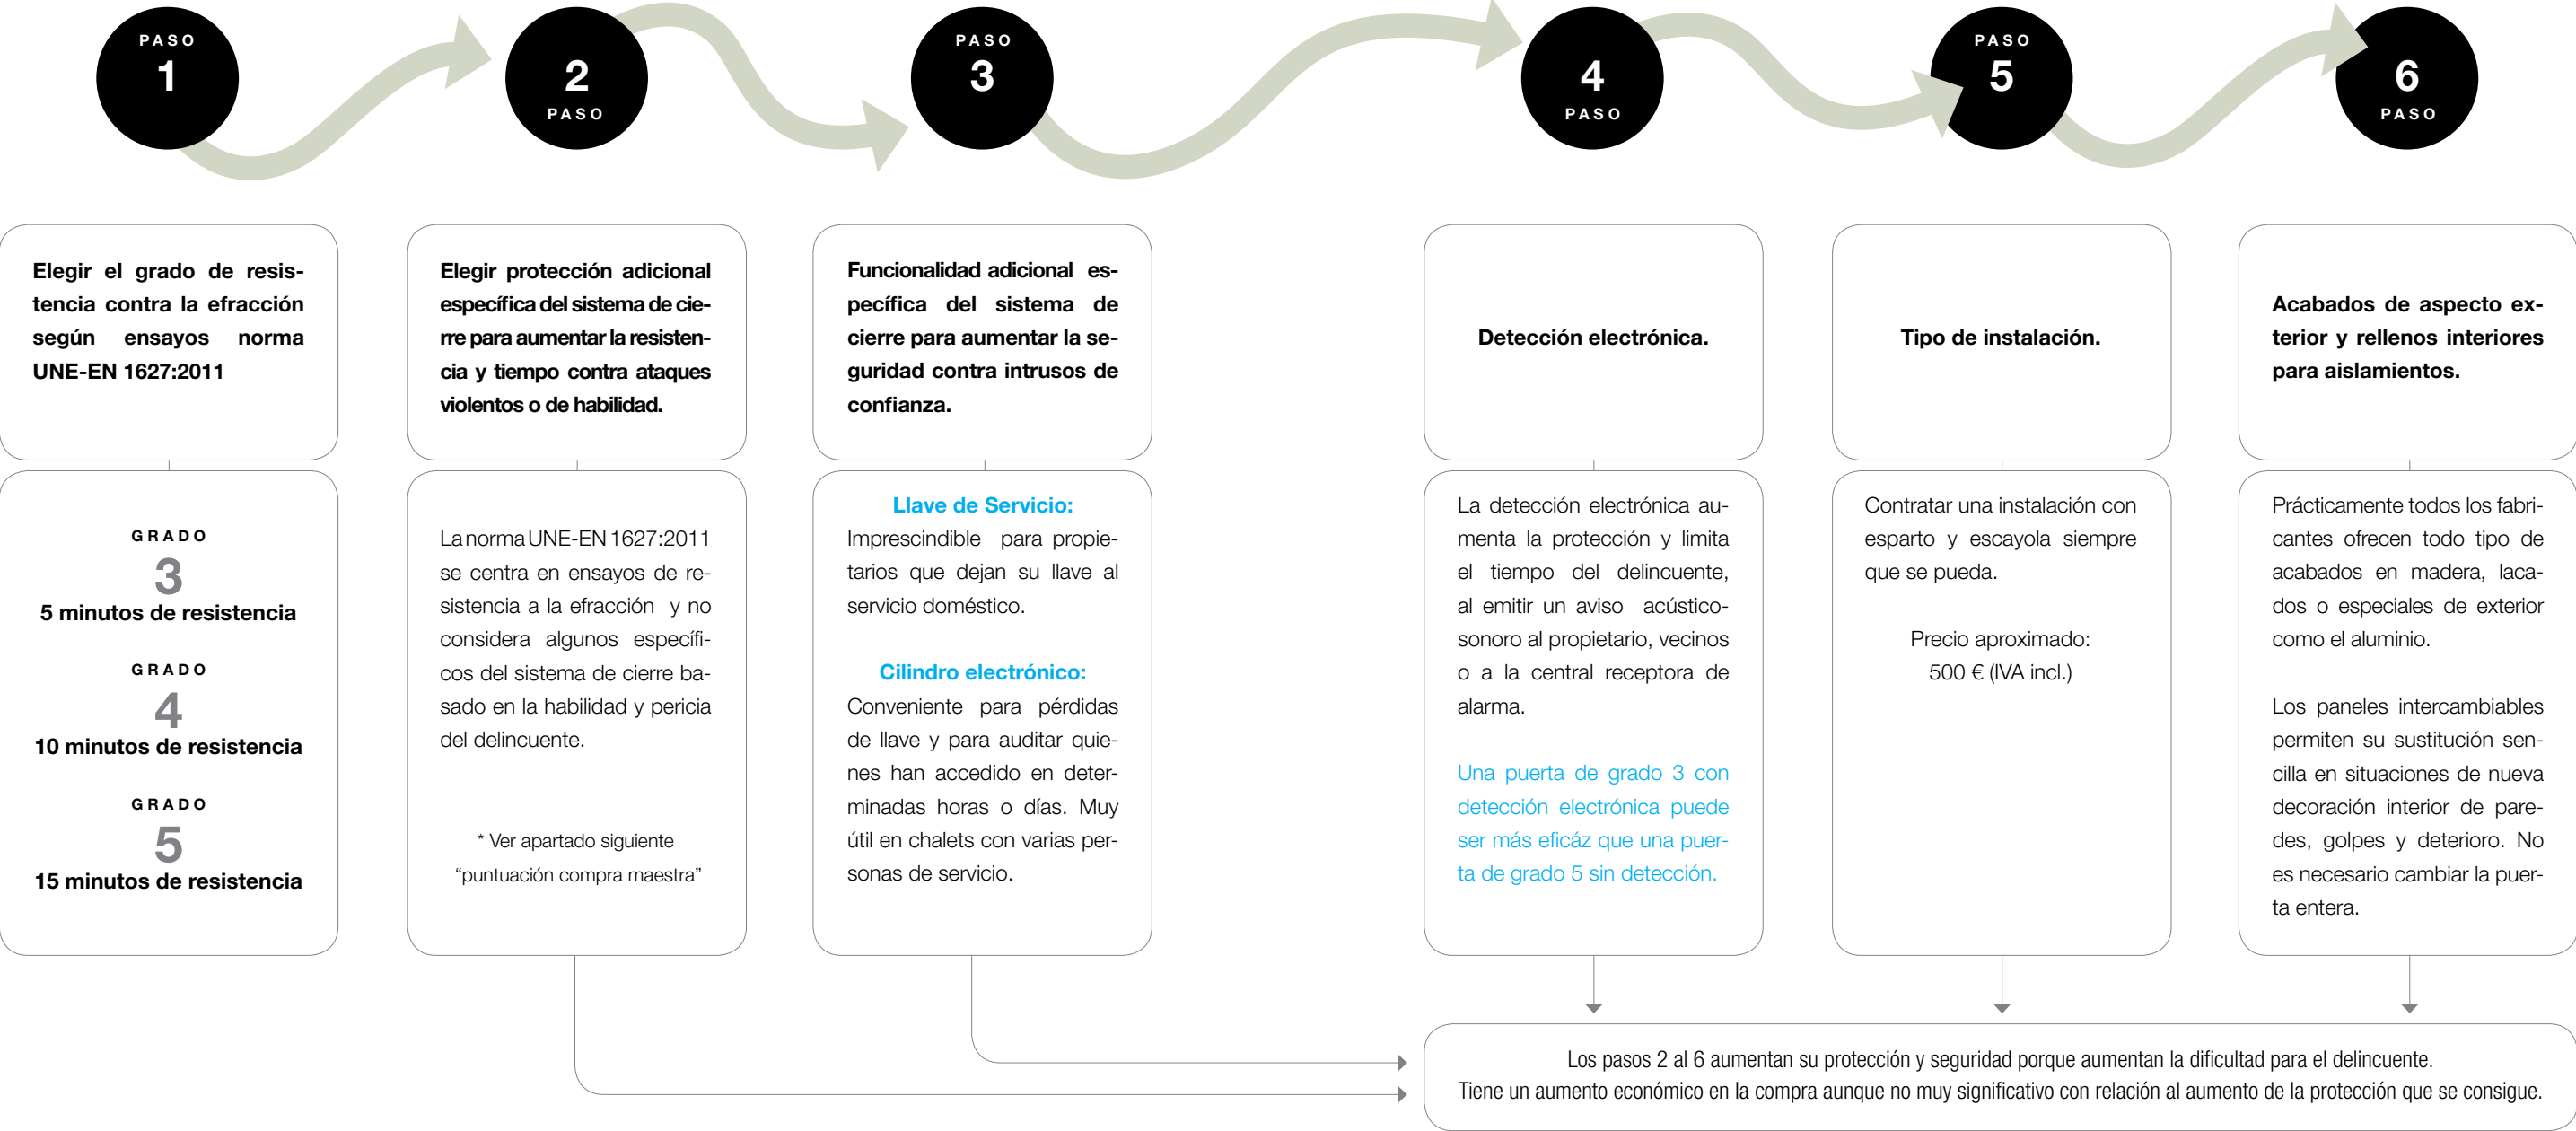 PASO
1
2
PASO
PASO
3
4
PASO
PASO
5
6
PASO
Elegir el grado de resis-
tencia contra la efracción
según ensayos norma
UNE-EN 1627:2011
GRADO
3
5 minutos de resistencia
GRADO
4
10 minutos de resistencia
GRADO
5
15 minutos de resistencia
Elegir protección adicional
específica del sistema de cie-
rre para aumentar la resisten-
cia y tiempo contra ataques
violentos o de habilidad.
La norma UNE-EN 1627:2011
se centra en ensayos de re-
sistencia a la efracción y no
considera algunos específi-
cos del sistema de cierre ba-
sado en la habilidad y pericia
del delincuente.
* Ver apartado siguiente
“puntuación compra maestra”
Funcionalidad adicional es-
pecífica del sistema de
cierre para aumentar la se-
guridad contra intrusos de
confianza.
Llave de Servicio:
Imprescindible para propie-
tarios que dejan su llave al
servicio doméstico.
Cilindro electrónico:
Conveniente para pérdidas
de llave y para auditar quie-
nes han accedido en deter-
minadas horas o días. Muy
útil en chalets con varias per-
sonas de servicio.
Detección electrónica.
La detección electrónica au-
menta la protección y limita
el tiempo del delincuente,
al emitir un aviso acústico-
sonoro al propietario, vecinos
o a la central receptora de
alarma.
Una puerta de grado 3 con
detección electrónica puede
ser más eficáz que una puer-
ta de grado 5 sin detección.
Tipo de instalación.
Contratar una instalación con
esparto y escayola siempre
que se pueda.
Precio aproximado:
500 € (IVA incl.)
Acabados de aspecto ex-
terior y rellenos interiores
para aislamientos.
Prácticamente todos los fabri-
cantes ofrecen todo tipo de
acabados en madera, laca-
dos o especiales de exterior
como el aluminio.
Los paneles intercambiables
permiten su sustitución sen-
cilla en situaciones de nueva
decoración interior de pare-
des, golpes y deterioro. No
es necesario cambiar la puer-
ta entera.
Los pasos 2 al 6 aumentan su protección y seguridad porque aumentan la dificultad para el delincuente.
Tiene un aumento económico en la compra aunque no muy significativo con relación al aumento de la protección que se consigue.